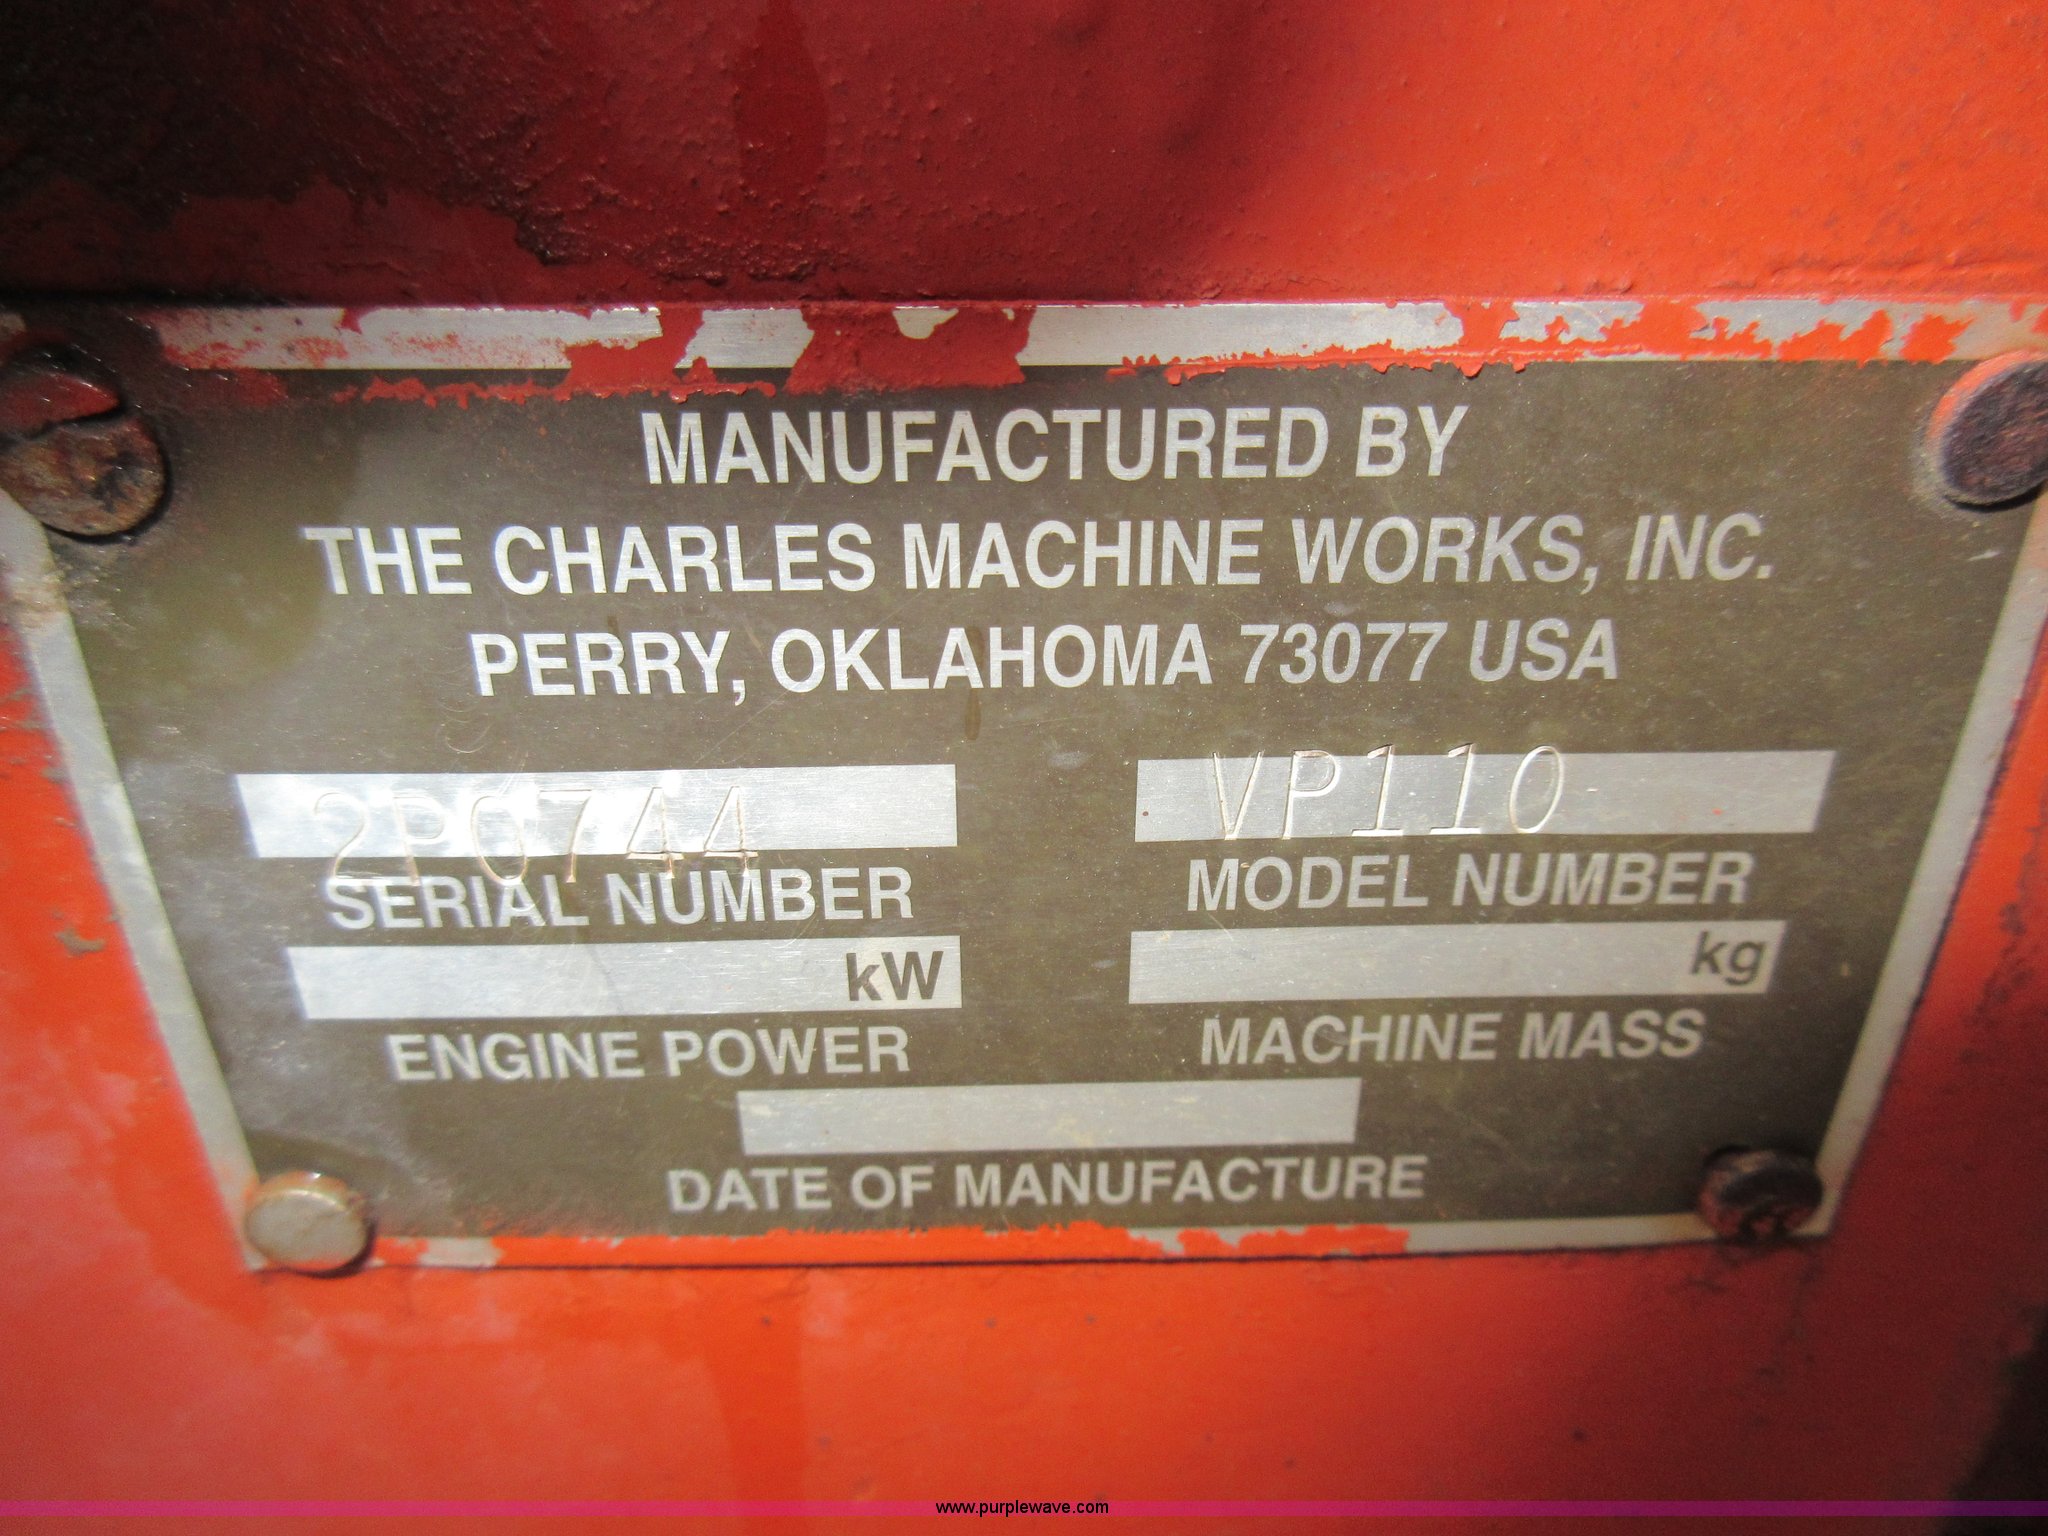 MANUFACTURED BY
THE CHARLES MACHINE WORKS, INC.
PERRY, OKLAHOMA 73077 USA
2P0744 VP110
SERIAL NUMBER MODEL NUMBER
kW kg
ENGINE POWER MACHINE MASS
DATE OF MANUFACTURE
www.purplewave.com